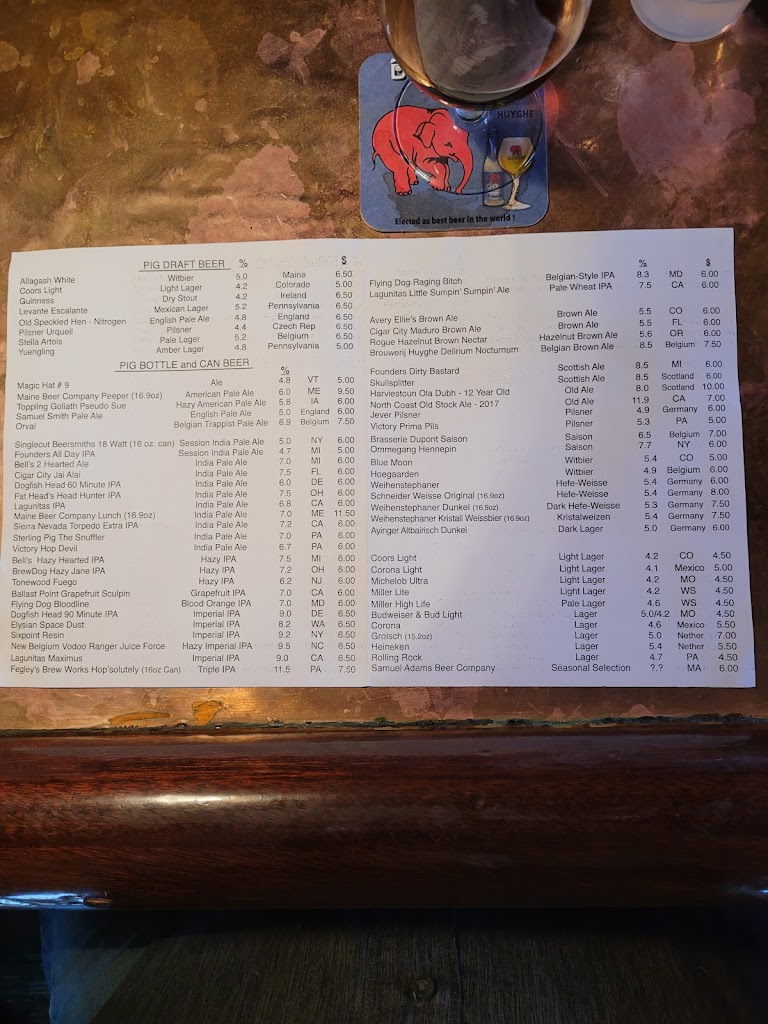 HUYGHE
Elected as best beer in the world !
PIG DRAFT BEER % $
Allagash White Witbier 5.0 Maine 6.50
Coors Light Light Lager 4.2 Colorado 5.00
Guinness Dry Stout 4.2 Ireland 6.50
Levante Escalante Mexican Lager 5.2 Pennsylvania 6.50
Old Speckled Hen - Nitrogen English Pale Ale 4.8 England 6.50
Pilzner Urquell Pilsner 4.4 Czech Rep 6.50
Stella Artois Pale Lager 5.2 Belgium 6.50
Yuengling Amber Lager 4.8 Pennsylvania 5.00
PIG BOTTLE and CAN BEER %
Magic Hat # 9 Ale 4.8 VT 5.00
Maine Beer Company Peeper (16.9oz) American Pale Ale 6.0 ME 9.50
Toppling Goliath Pseudo Sue Hazy American Pale Ale 5.8 IA 6.00
Samuel Smith Pale Ale English Pale Ale 5.0 England 6.00
Orval Belgian Trappist Pale Ale 6.9 Belgium 7.50
Singlecut Beersmiths 18 Watt (16 oz. can) Session India Pale Ale 5.0 NY 6.00
Founders All Day IPA Session India Pale Ale 4.7 MI 5.00
Bell's 2 Hearted Ale India Pale Ale 7.0 MI 6.00
Cigar City Jai Alai India Pale Ale 7.5 FL 6.00
Dogfish Head 60 Minute IPA India Pale Ale 6.0 DE 6.00
Fat Head's Head Hunter IPA India Pale Ale 7.5 OH 6.00
Lagunitas IPA India Pale Ale 6.8 CA 6.00
Maine Beer Company Lunch (16.9oz) India Pale Ale 7.0 ME 11.50
Sierra Nevada Torpedo Extra IPA India Pale Ale 7.2 CA 6.00
Sterling Pig The Snuffler India Pale Ale 7.0 PA 6.00
Victory Hop Devil India Pale Ale 6.7 PA 6.00
Bell's Hazy Hearted IPA Hazy IPA 7.5 MI 6.00
BrewDog Hazy Jane IPA Hazy IPA 7.2 OH 6.00
Tonewood Fuego Hazy IPA 6.2 NJ 6.00
Ballast Point Grapefruit Sculpin Grapefruit IPA 7.0 CA 6.00
Flying Dog Bloodline Blood Orange IPA 7.0 MD 6.00
Dogfish Head 90 Minute IPA Imperial IPA 9.0 DE 6.50
Elysian Space Dust Imperial IPA 8.2 WA 6.50
Sixpoint Resin Imperial IPA 9.2 NY 6.50
New Belgium Vodoo Ranger Juice Force Hazy Imperial IPA 9.5 NC 6.50
Lagunitas Maximus Imperial IPA 9.0 CA 6.50
Fegley's Brew Works Hop'solutely (16oz Can) Triple IPA 11.5 PA 7.50
% $
Flying Dog Raging Bitch Belgian-Style IPA 8.3 MD 6.00
Lagunitas Little Sumpin' Sumpin' Ale Pale Wheat IPA 7.5 CA 6.00
Avery Ellie's Brown Ale Brown Ale 5.5 CO 6.00
Cigar City Maduro Brown Ale Brown Ale 5.5 FL 6.00
Rogue Hazelnut Brown Nectar Hazelnut Brown Ale 5.6 OR 6.00
Brouwerij Huyghe Delirium Nocturnum Belgian Brown Ale 8.5 Belgium 7.50
Founders Dirty Bastard Scottish Ale 8.5 MI 6.00
Skullsplitter Scottish Ale 8.5 Scotland 6.00
Harviestoun Ola Dubh - 12 Year Old Old Ale 8.0 Scotland 10.00
North Coast Old Stock Ale - 2017 Old Ale 11.9 CA 7.00
Jever Pilsner Pilsner 4.9 Germany 6.00
Victory Prima Pils Pilsner 5.3 PA 5.00
Brasserie Dupont Saison Saison 6.5 Belgium 7.00
Ommegang Hennepin Saison 7.7 NY 6.00
Blue Moon Witbier 5.4 CO 5.00
Hoegaarden Witbier 4.9 Belgium 6.00
Weihenstephaner Hefe-Weisse 5.4 Germany 6.00
Schneider Weisse Original (16.9oz) Hefe-Weisse 5.4 Germany 8.00
Weihenstephaner Dunkel (16.9oz) Dark Hefe-Weisse 5.3 Germany 7.50
Weihenstephaner Kristall Weissbier (16.9oz) Kristalweizen 5.4 Germany 7.50
Ayinger Altbairisch Dunkel Dark Lager 5.0 Germany 6.00
Coors Light Light Lager 4.2 CO 4.50
Corona Light Light Lager 4.1 Mexico 5.00
Michelob Ultra Light Lager 4.2 MO 4.50
Miller Lite Light Lager 4.2 WS 4.50
Miller High Life Pale Lager 4.6 WS 4.50
Budweiser & Bud Light Lager 5.0/4.2 MO 4.50
Corona Lager 4.6 Mexico 5.50
Grolsch (15.2oz) Lager 5.0 Nether 7.00
Heineken Lager 5.4 Nether 5.50
Rolling Rock Lager 4.7 PA 4.50
Samuel Adams Beer Company Seasonal Selection ?.? MA 6.00